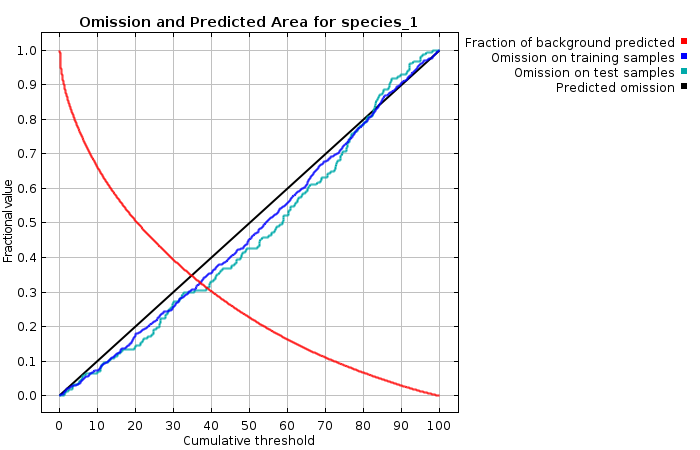 Omission and Predicted Area for species_1
Fraction of background predicted
Omission on training samples
Omission on test samples
Predicted omission
Fractional value
1.0
0.9
0.8
0.7
0.6
0.5
0.4
0.3
0.2
0.1
0.0
0 10 20 30 40 50 60 70 80 90 100
Cumulative threshold